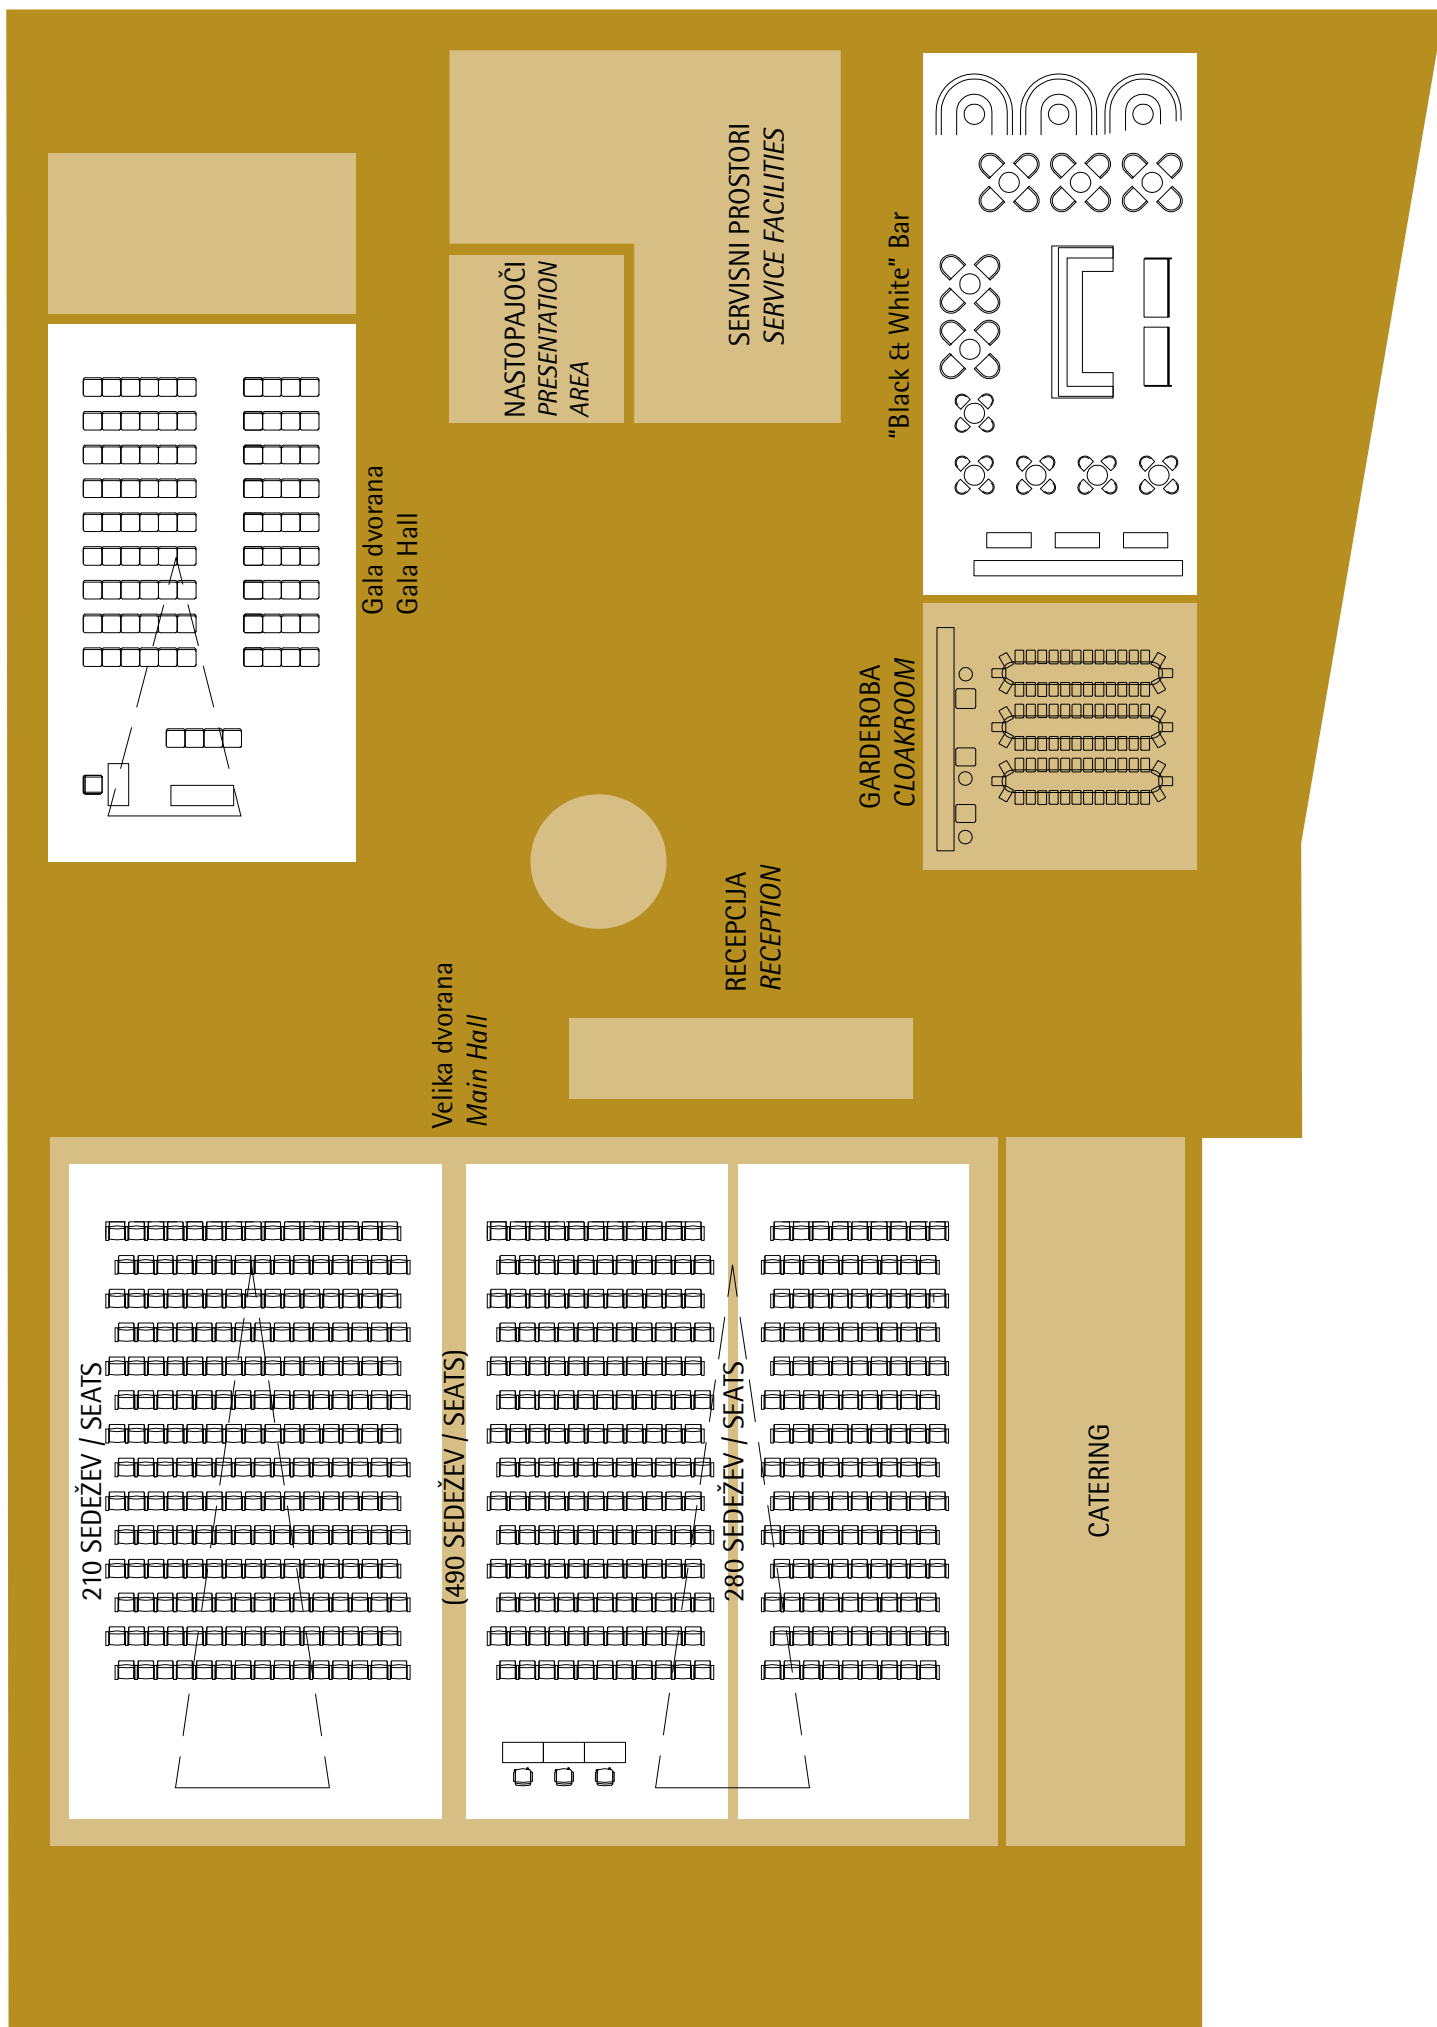 SERVISNI PROSTORI
SERVICE FACILITIES
NASTOPAJOČI
PRESENTATION
AREA
"Black & White" Bar
Gala dvorana
Gala Hall
GARDEROBA
CLOAKROOM
RECEPCIJA
RECEPTION
Velika dvorana
Main Hall
210 SEDEŽEV / SEATS
(490 SEDEŽEV / SEATS)
280 SEDEŽEV / SEATS
CATERING